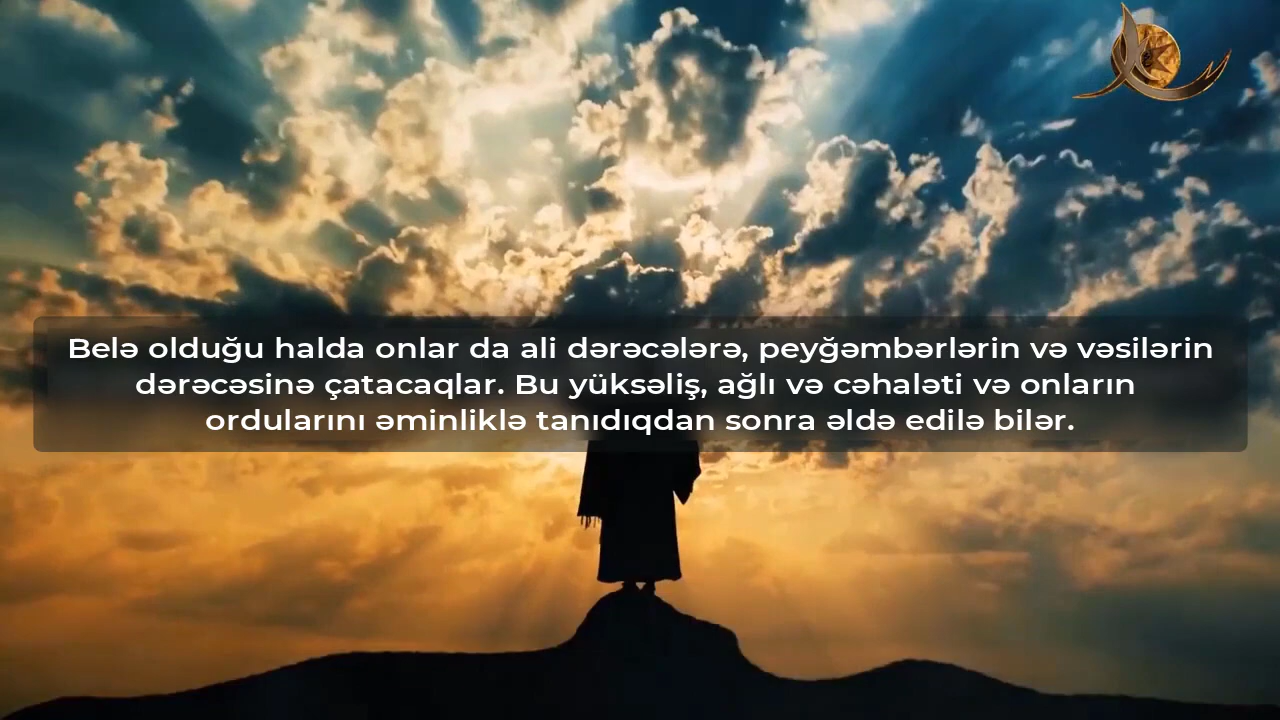 Belə olduğu halda onlar da ali dərəcələrə, peyğəmbərlərin və vəsilərin
dərəcəsinə çatacaqlar. Bu yüksəliş, ağlı və cəhaləti və onların
ordularını əminliklə tanıdıqdan sonra əldə edilə bilər.